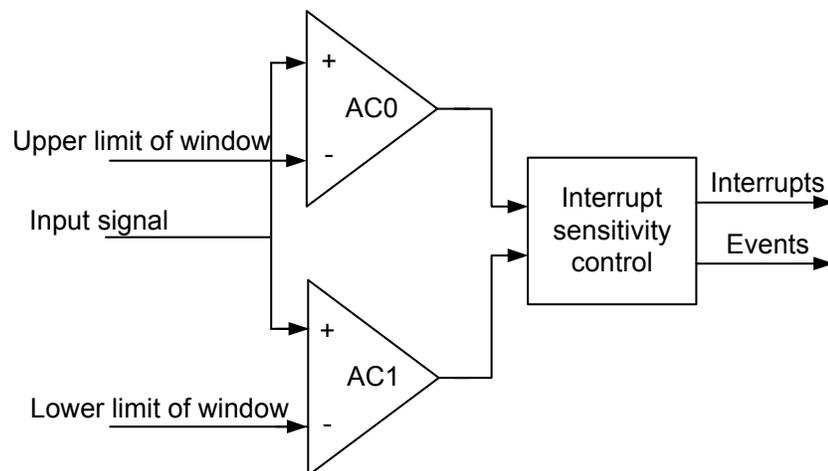 +
AC0
Upper limit of window
-
Input signal
Interrupt
sensitivity
control
Interrupts
Events
+
AC1
Lower limit of window
-